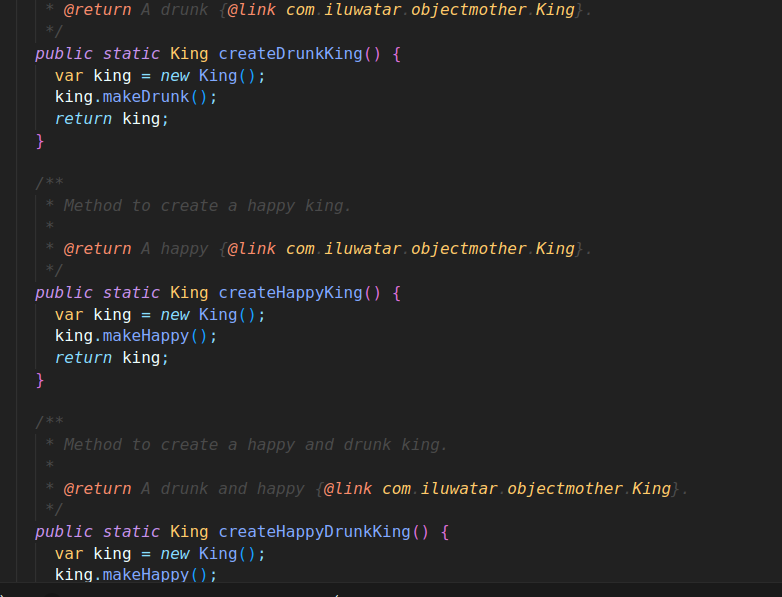 * @return A drunk {@link com.iluwatar.objectmother.King}.
*/
public static King createDrunkKing() {
var king = new King();
king.makeDrunk();
return king;
}
/**
* Method to create a happy king.
*
* @return A happy {@link com.iluwatar.objectmother.King}.
*/
public static King createHappyKing() {
var king = new King();
king.makeHappy();
return king;
}
/**
* Method to create a happy and drunk king.
*
* @return A drunk and happy {@link com.iluwatar.objectmother.King}.
*/
public static King createHappyDrunkKing() {
var king = new King();
king.makeHappy();